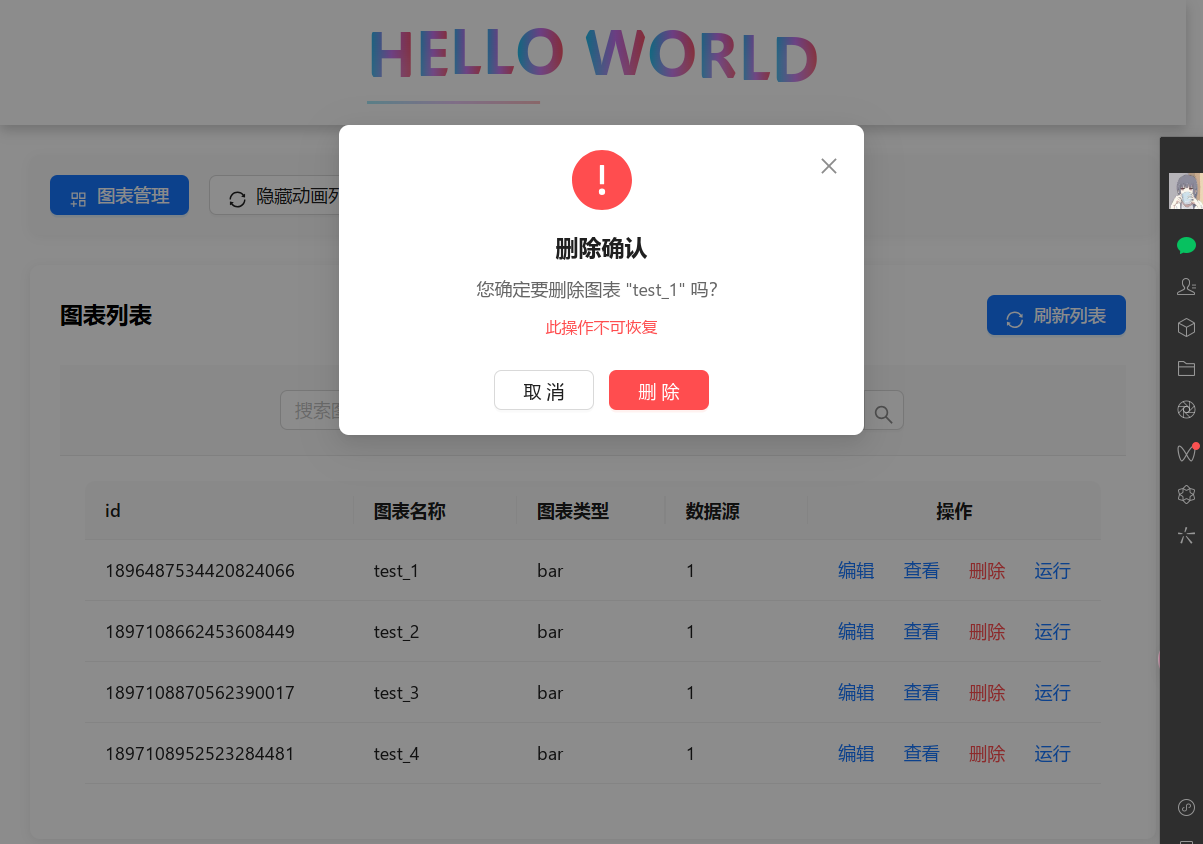 HELLO WORLD
图表管理
隐藏动画列
删除确认
您确定要删除图表 "test_1" 吗？
此操作不可恢复
取 消
删 除
图表列表
刷新列表
搜索图
id 图表名称 图表类型 数据源 操作
1896487534420824066 test_1 bar 1 编辑 查看 删除 运行
1897108662453608449 test_2 bar 1 编辑 查看 删除 运行
1897108870562390017 test_3 bar 1 编辑 查看 删除 运行
1897108952523284481 test_4 bar 1 编辑 查看 删除 运行